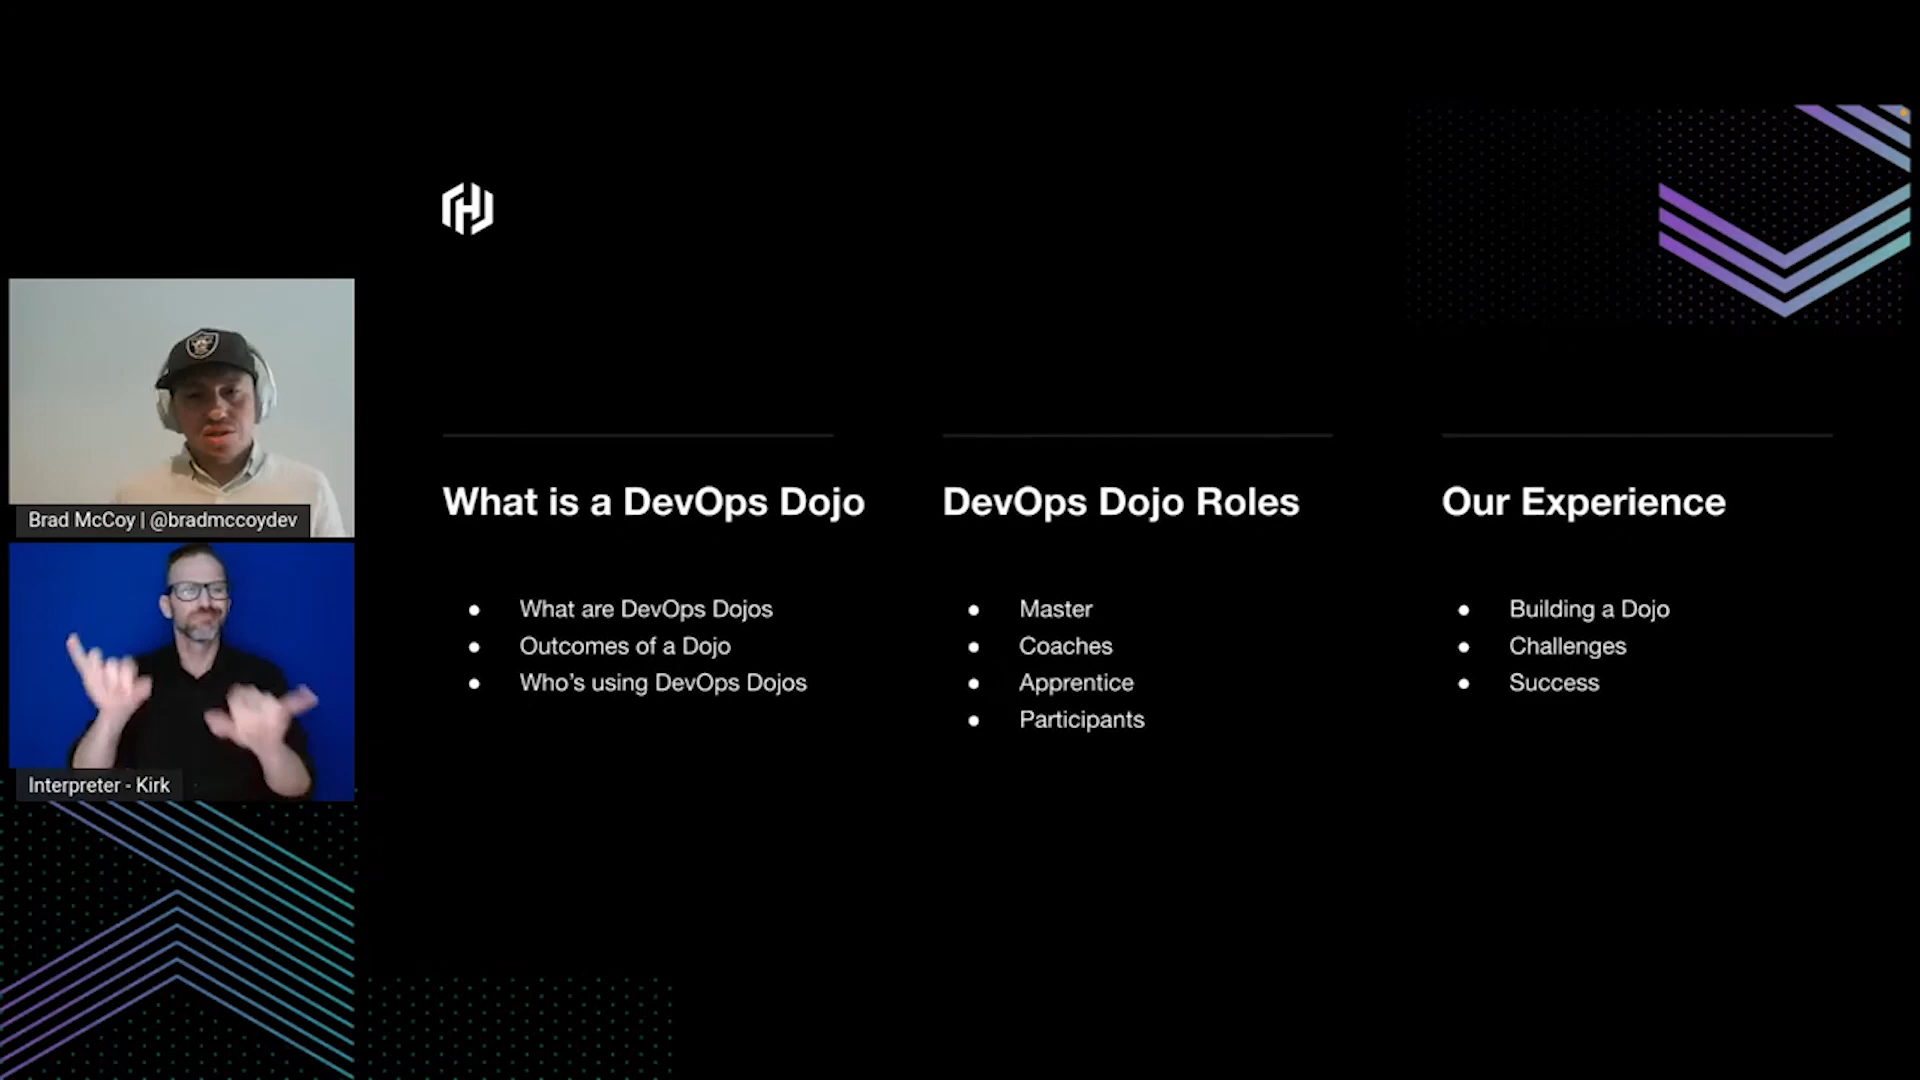 Brad McCoy | @bradmccoydev
Interpreter - Kirk
What is a DevOps Dojo
What are DevOps Dojos
Outcomes of a Dojo
Who's using DevOps Dojos
DevOps Dojo Roles
Master
Coaches
Apprentice
Participants
Our Experience
Building a Dojo
Challenges
Success